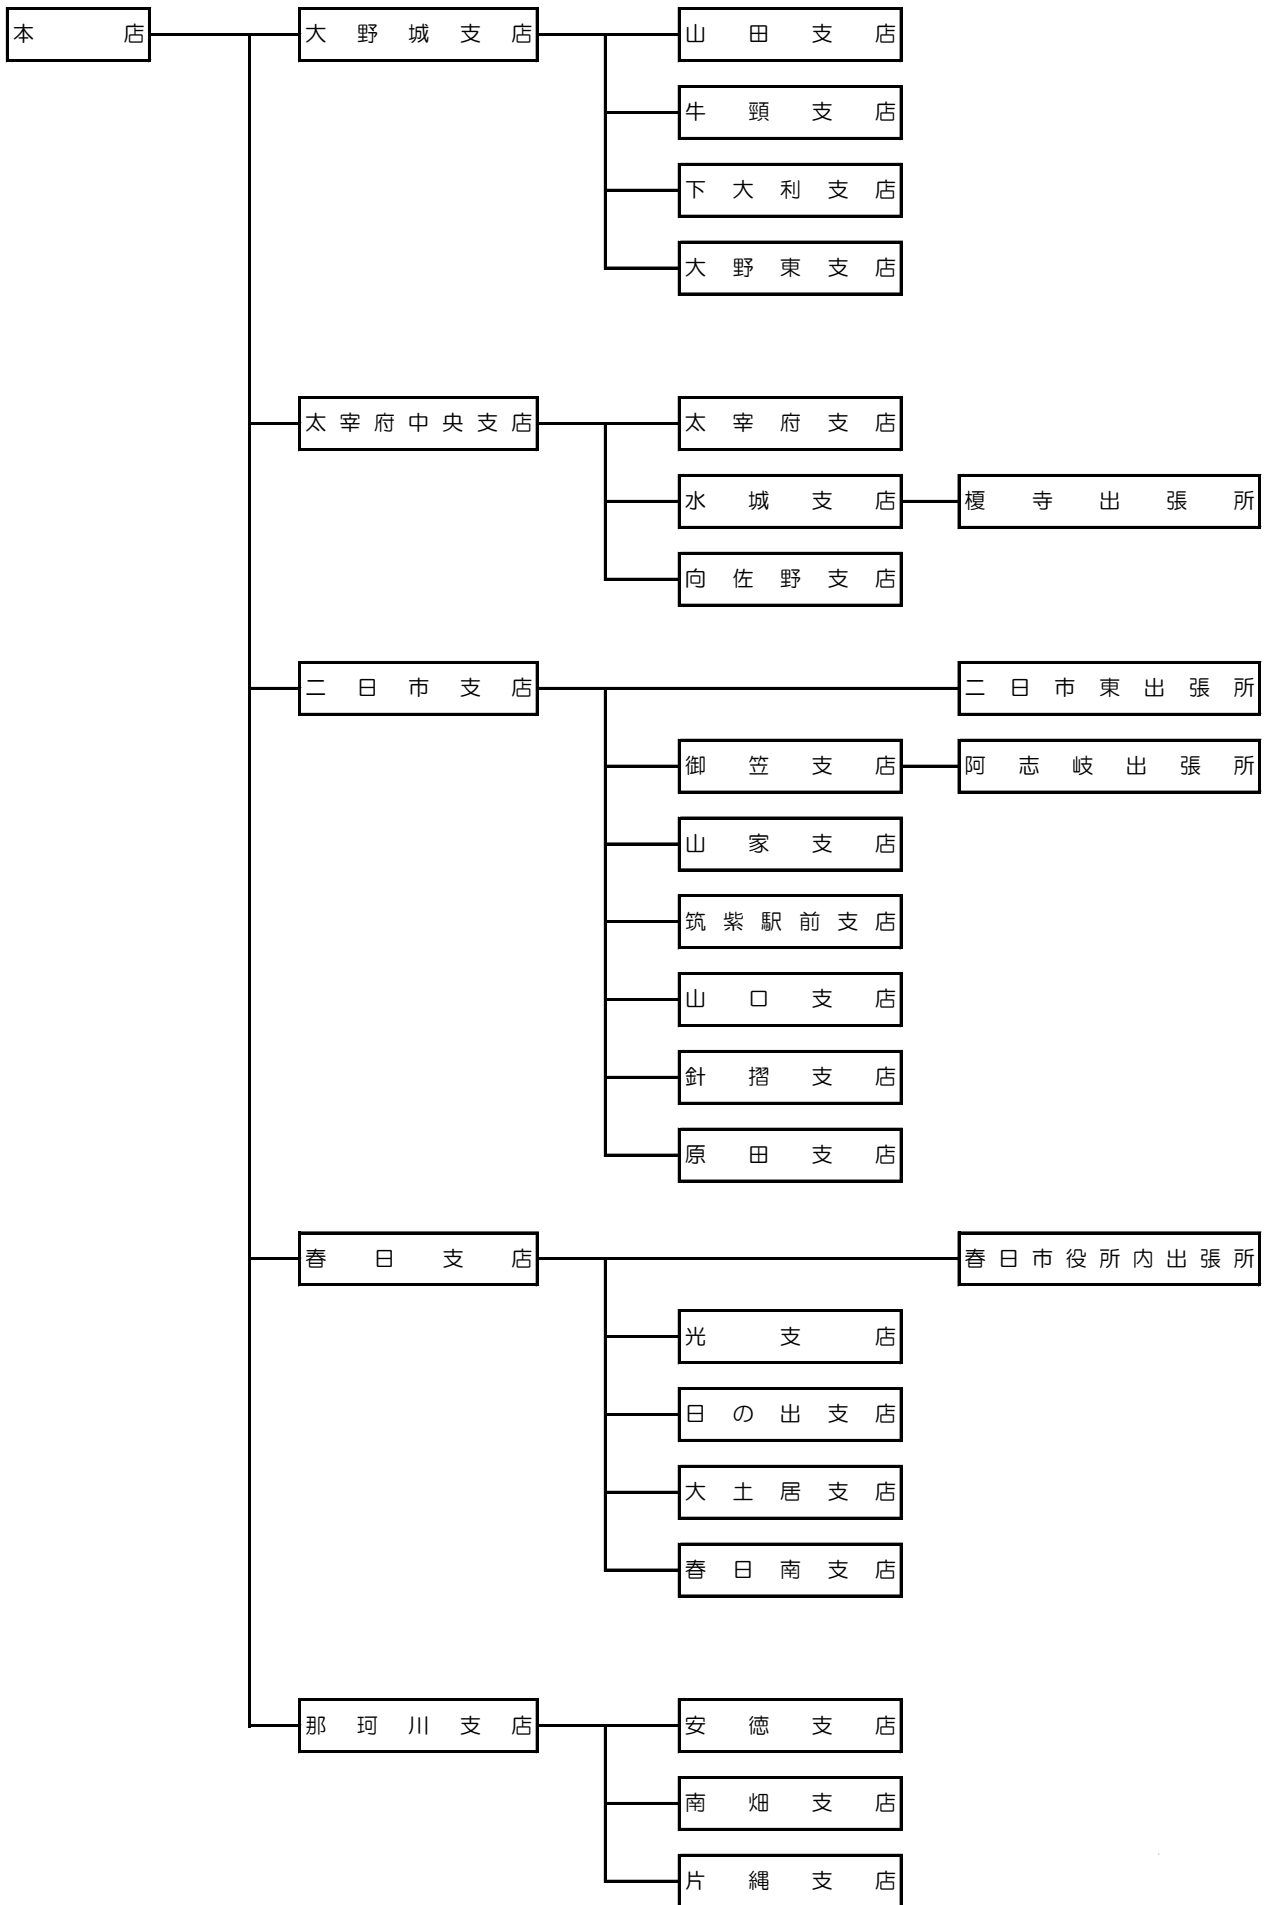 本店 大野城支店 山田支店
牛頸支店
下大利支店
大野東支店
太宰府中央支店 太宰府支店
水城支店 榎寺出張所
向佐野支店
二日市支店 二日市東出張所
御笠支店 阿志岐出張所
山家支店
筑紫駅前支店
山口支店
針摺支店
原田支店
春日支店 春日市役所内出張所
光支店
日の出支店
大土居支店
春日南支店
那珂川支店 安徳支店
南畑支店
片縄支店